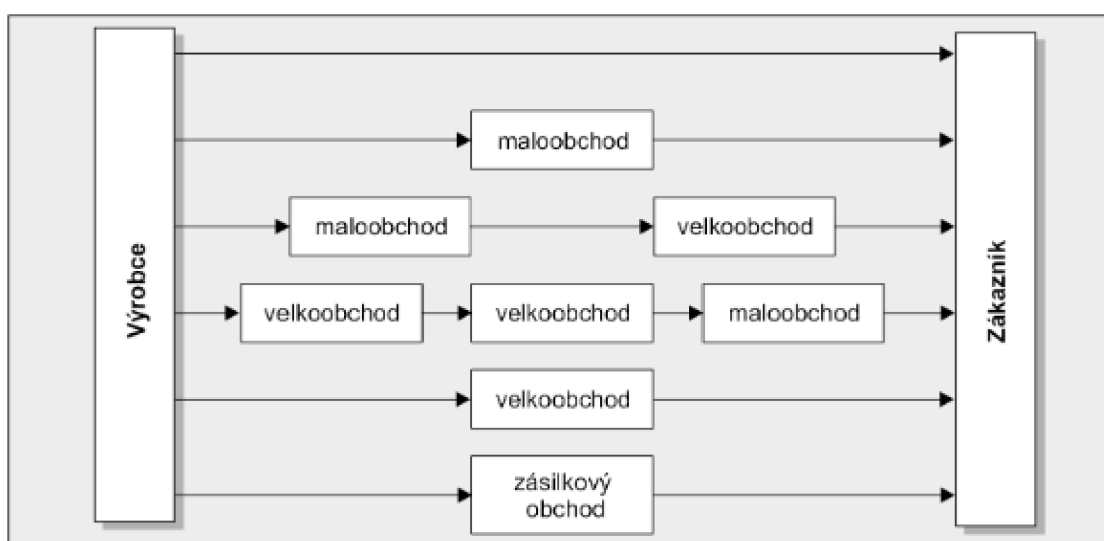 Výrobce
maloobchod
maloobchod
velkoobchod
velkoobchod
velkoobchod
maloobchod
velkoobchod
zásilkový
obchod
Zákazník